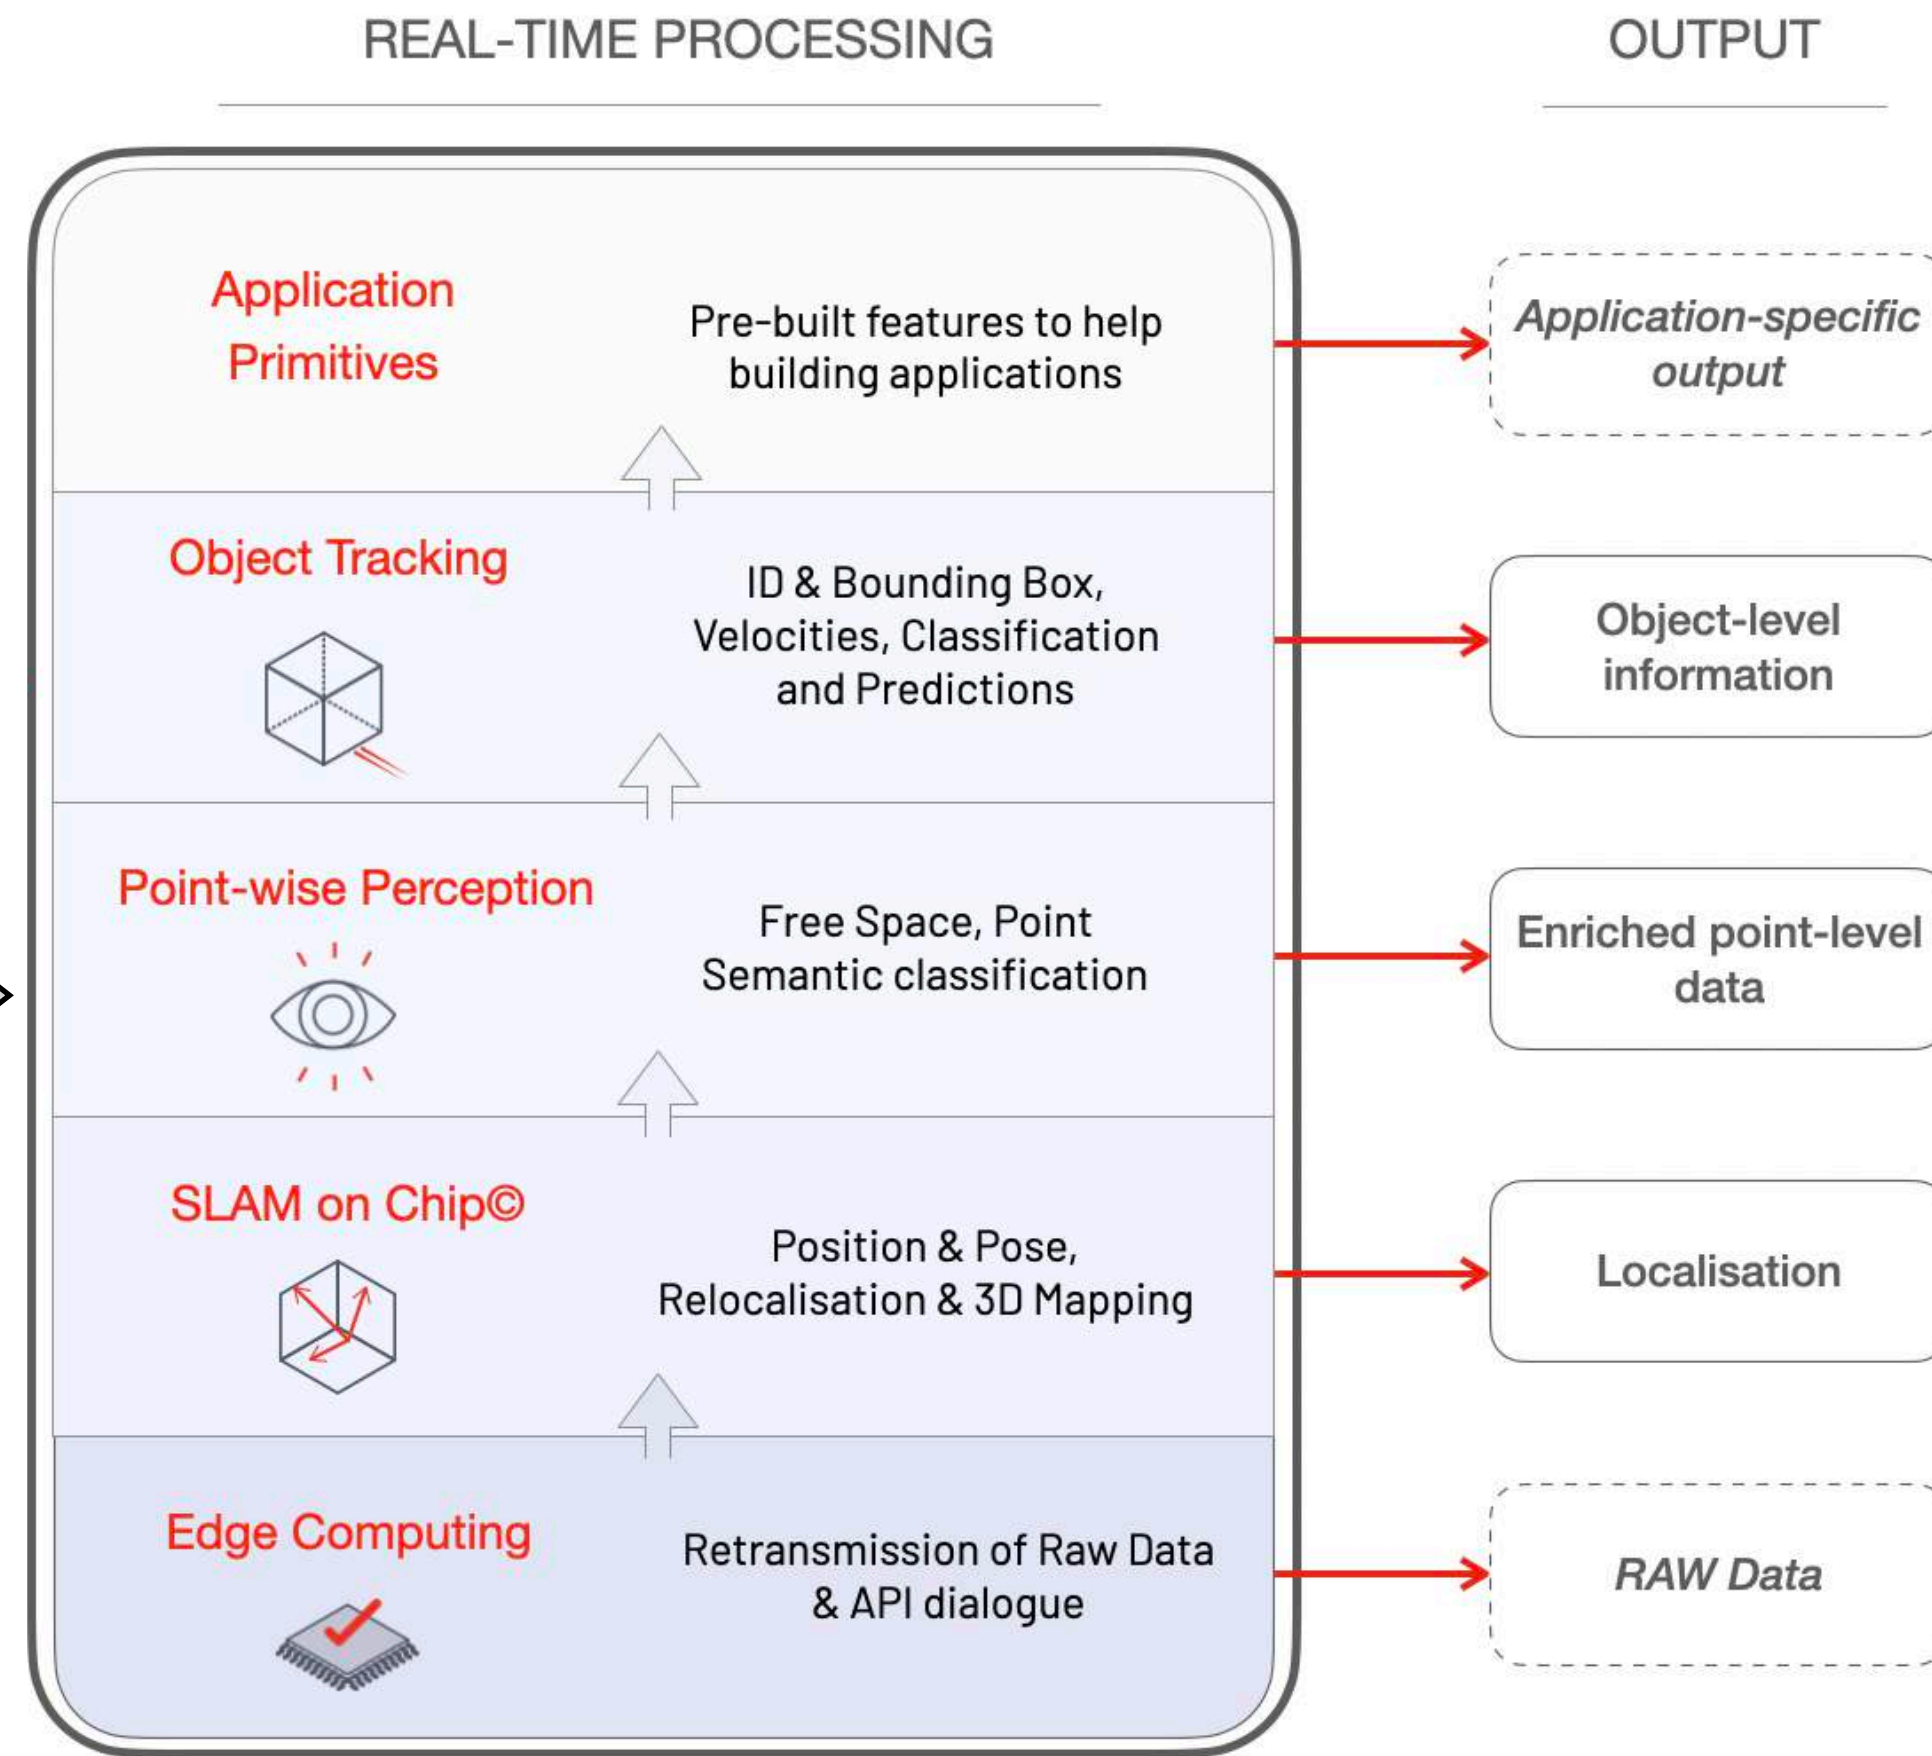 REAL-TIME PROCESSING
OUTPUT
Application
Primitives
Pre-built features to help
building applications
Application-specific
output
Object Tracking
ID & Bounding Box,
Velocities, Classification
and Predictions
Object-level
information
Point-wise Perception
Free Space, Point
Semantic classification
Enriched point-level
data
SLAM on Chip©
Position & Pose,
Relocalisation & 3D Mapping
Localisation
Edge Computing
Retransmission of Raw Data
& API dialogue
RAW Data